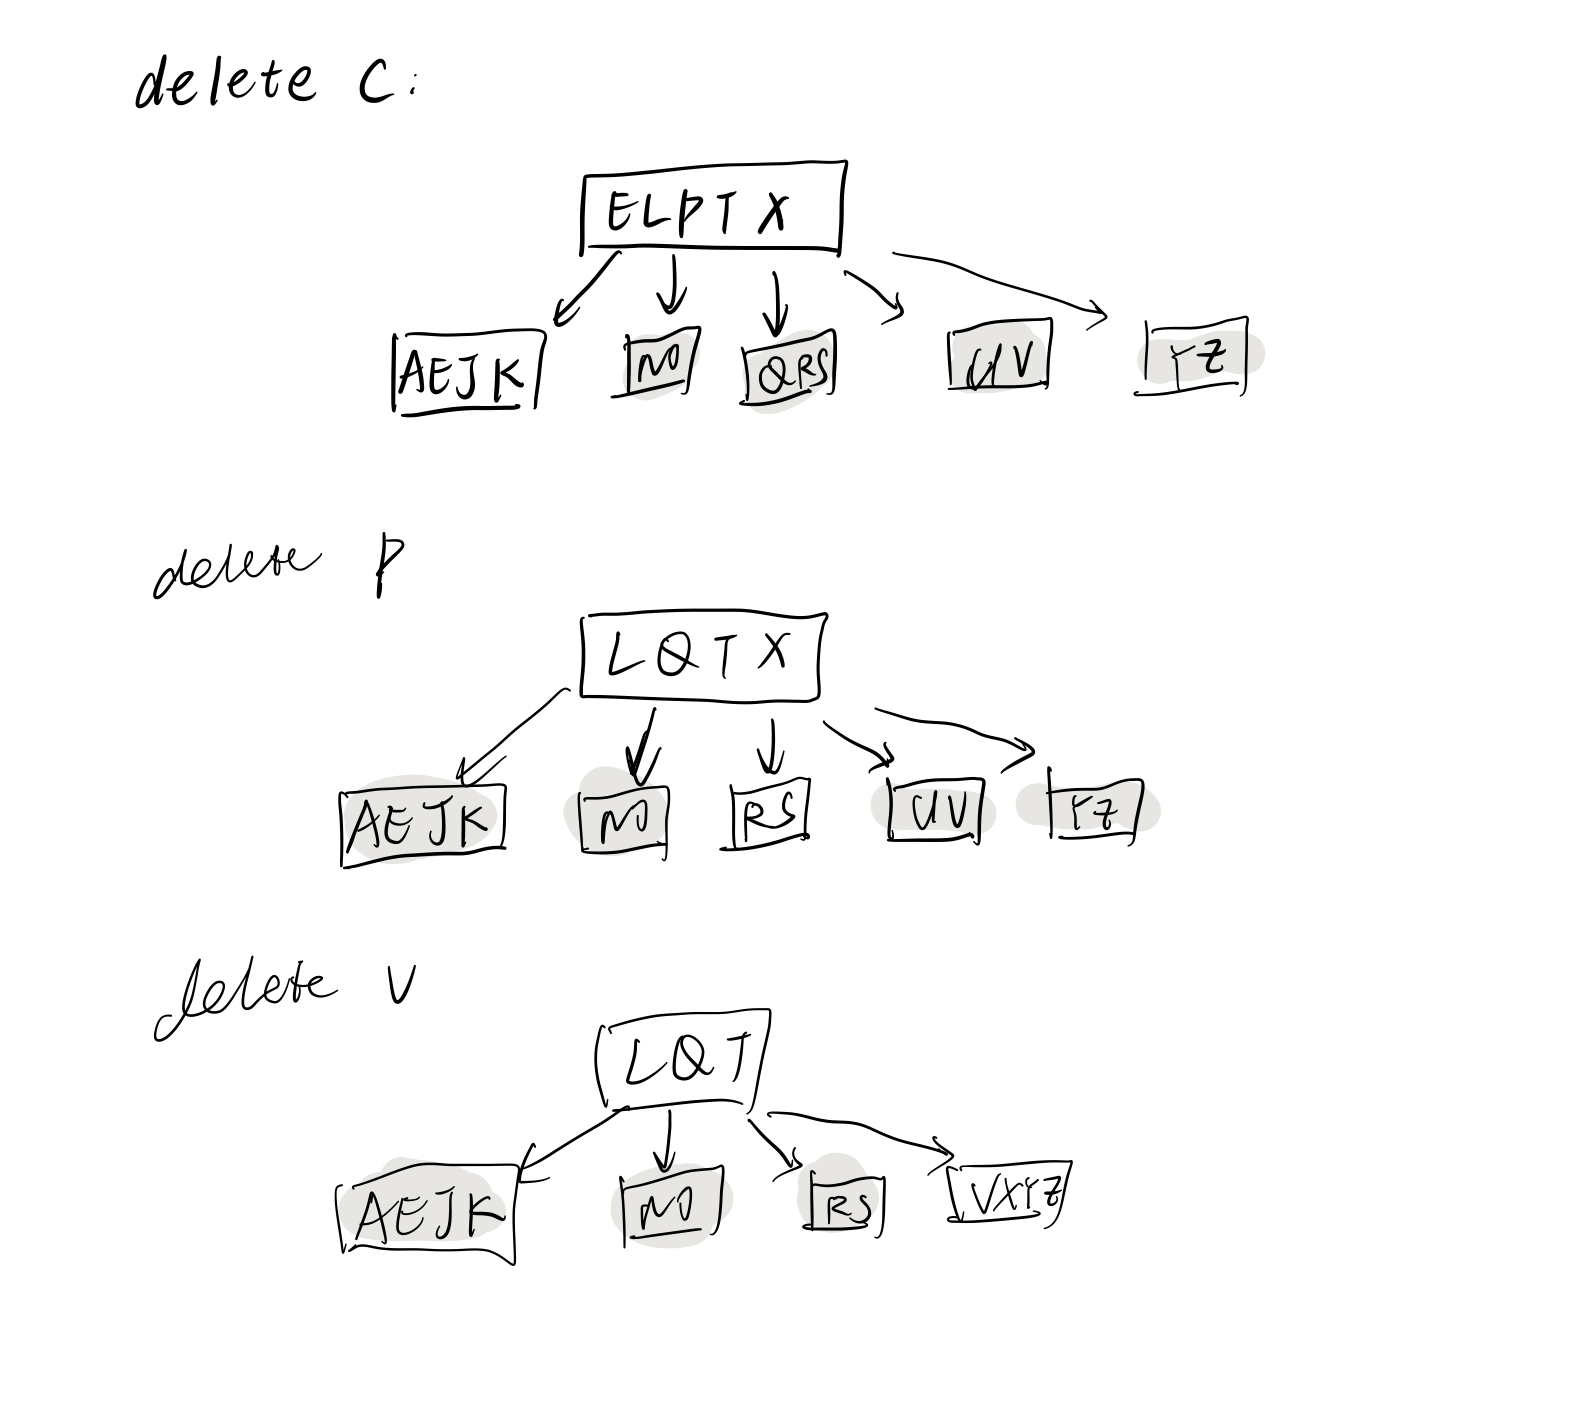 delete C:
ELPTX
AEJK NO QRS UV YZ
delete P
LQTX
AEJK NO RS UV YZ
delete V
LQT
AEJK NO RS VXYZ